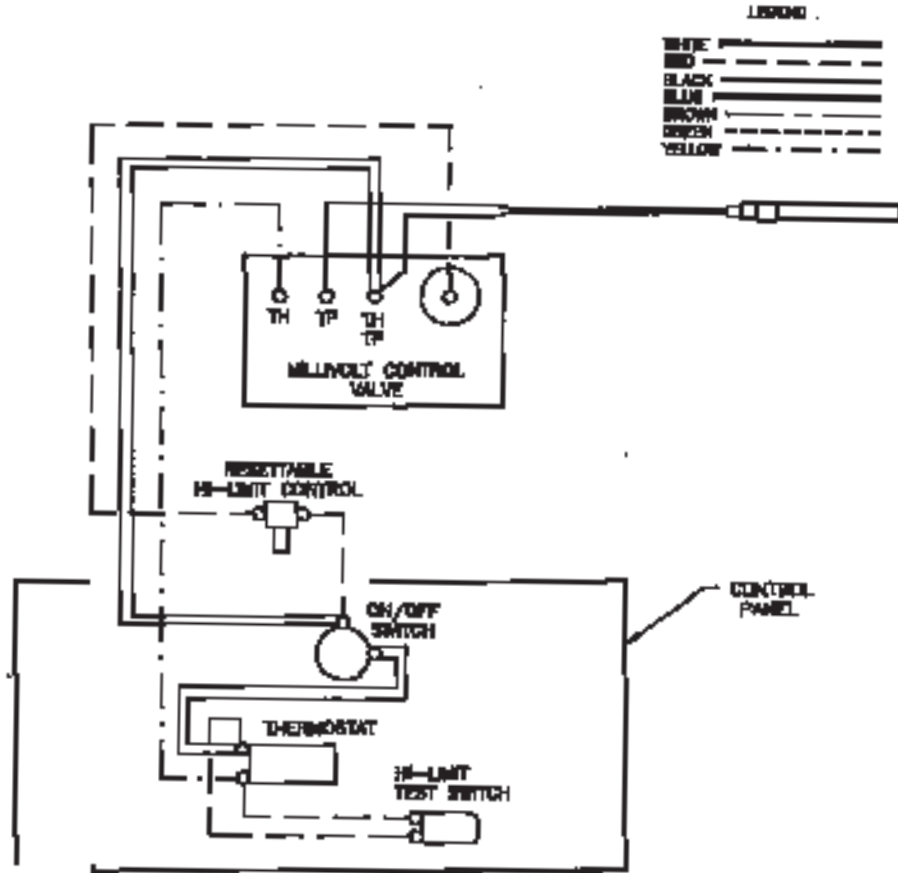 LEGEND
WHITE
RED
BLACK
BLUE
BROWN
GREEN
YELLOW
TH
TP
TH
TP
MILLIVOLT CONTROL
VALVE
RESETTABLE
HI-LIMIT CONTROL
CONTROL
PANEL
ON/OFF
SWITCH
THERMOSTAT
HI-LIMIT
TEST SWITCH